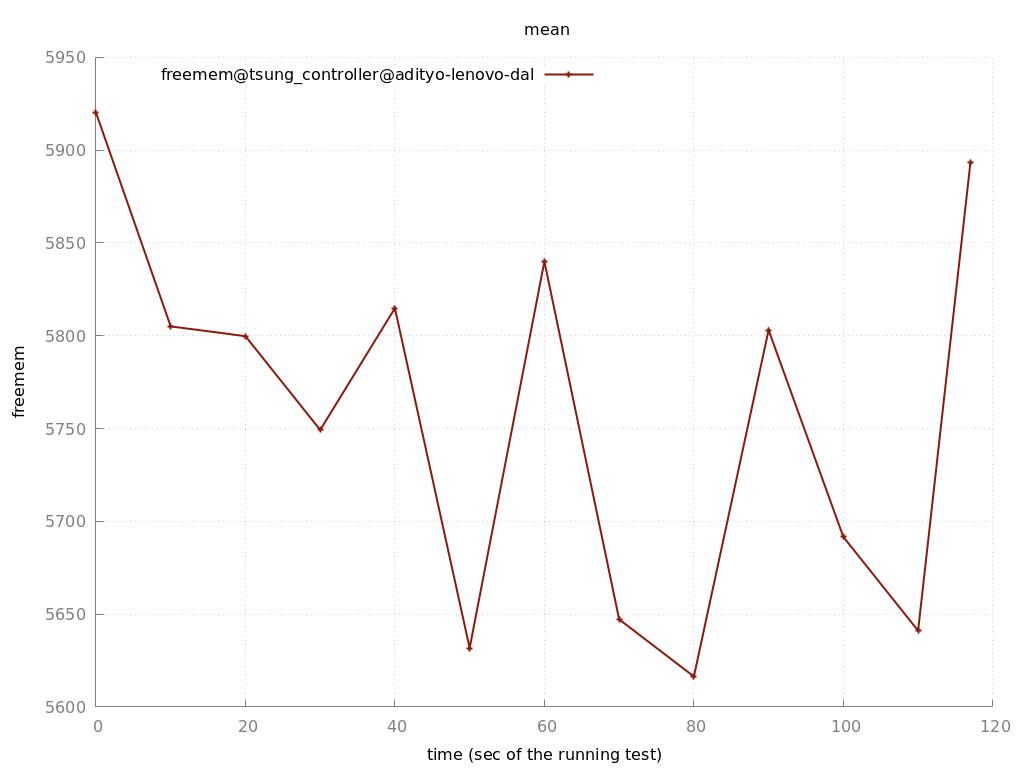 mean
freemem@tsung_controller@adityo-lenovo-dal
5950
5900
5850
5800
5750
5700
5650
5600
freemem
0 20 40 60 80 100 120
time (sec of the running test)